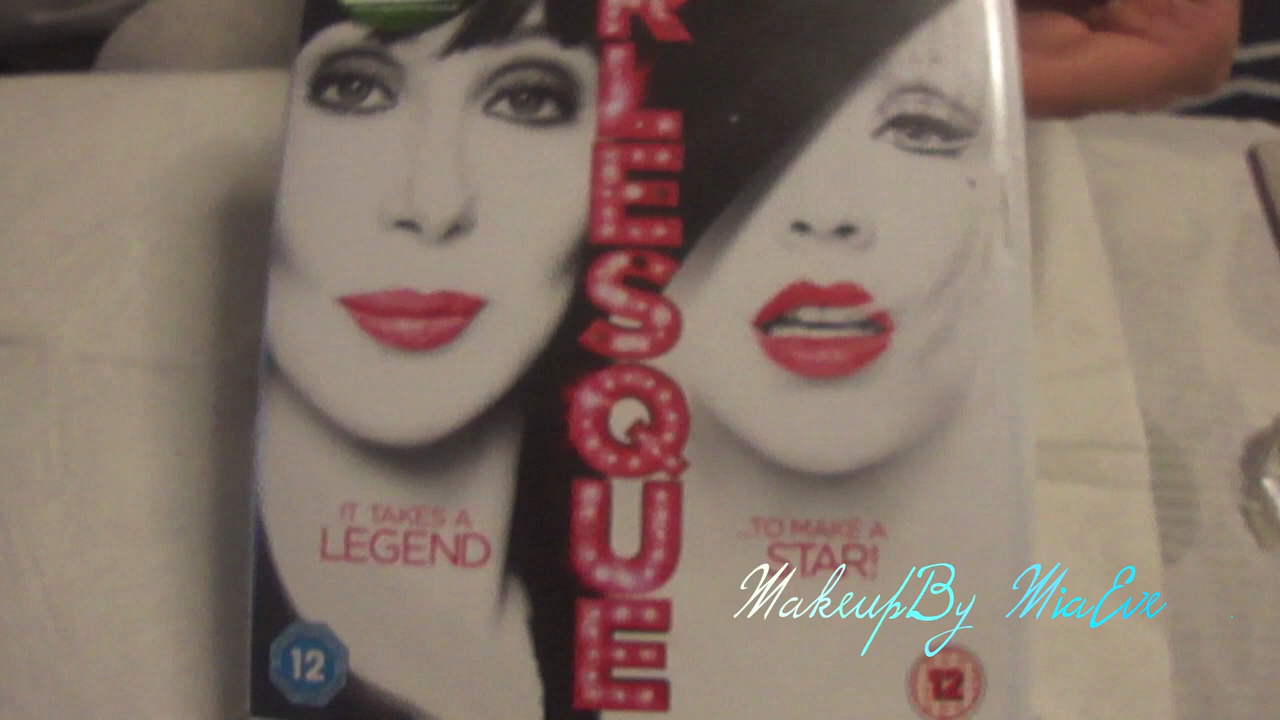 RLESQUE
IT TAKES A
LEGEND
...TO MAKE A
STAR!
MakeupBy MiaEve
12
12